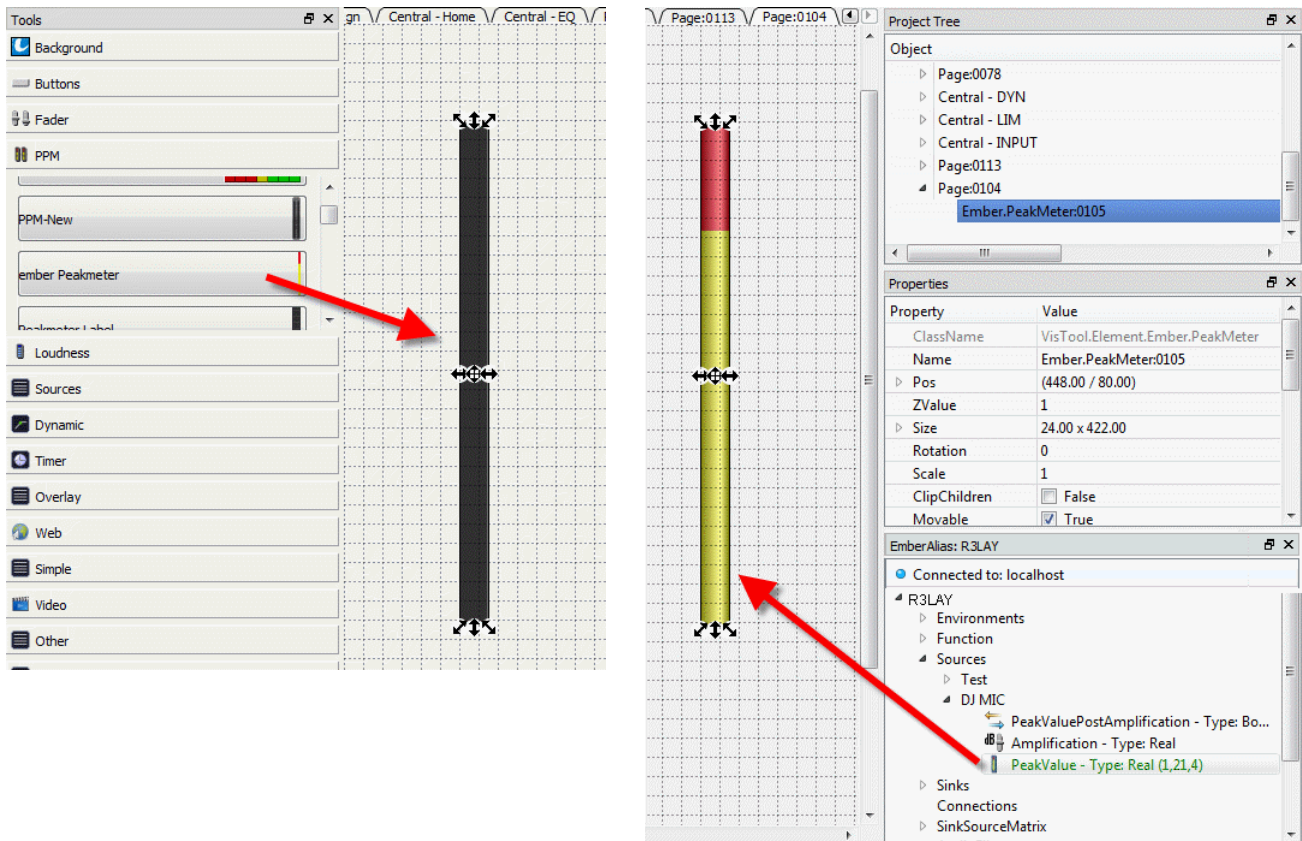 Tools
Background
Buttons
Fader
PPM
PPM-New
ember Peakmeter
Peakmeter Label
Loudness
Sources
Dynamic
Timer
Overlay
Web
Simple
Video
Other
gn
Central - Home
Central - EQ
Page:0113
Page:0104
Project Tree
Object
Page:0078
Central - DYN
Central - LIM
Central - INPUT
Page:0113
Page:0104
Ember.PeakMeter:0105
Properties
Property Value
ClassName VisTool.Element.Ember.PeakMeter
Name Ember.PeakMeter:0105
Pos (448.00 / 80.00)
ZValue 1
Size 24.00 x 422.00
Rotation 0
Scale 1
ClipChildren False
Movable True
EmberAlias: R3LAY
Connected to: localhost
R3LAY
Environments
Function
Sources
Test
DJ MIC
PeakValuePostAmplification - Type: Bo...
dB Amplification - Type: Real
PeakValue - Type: Real (1,21,4)
Sinks
Connections
SinkSourceMatrix